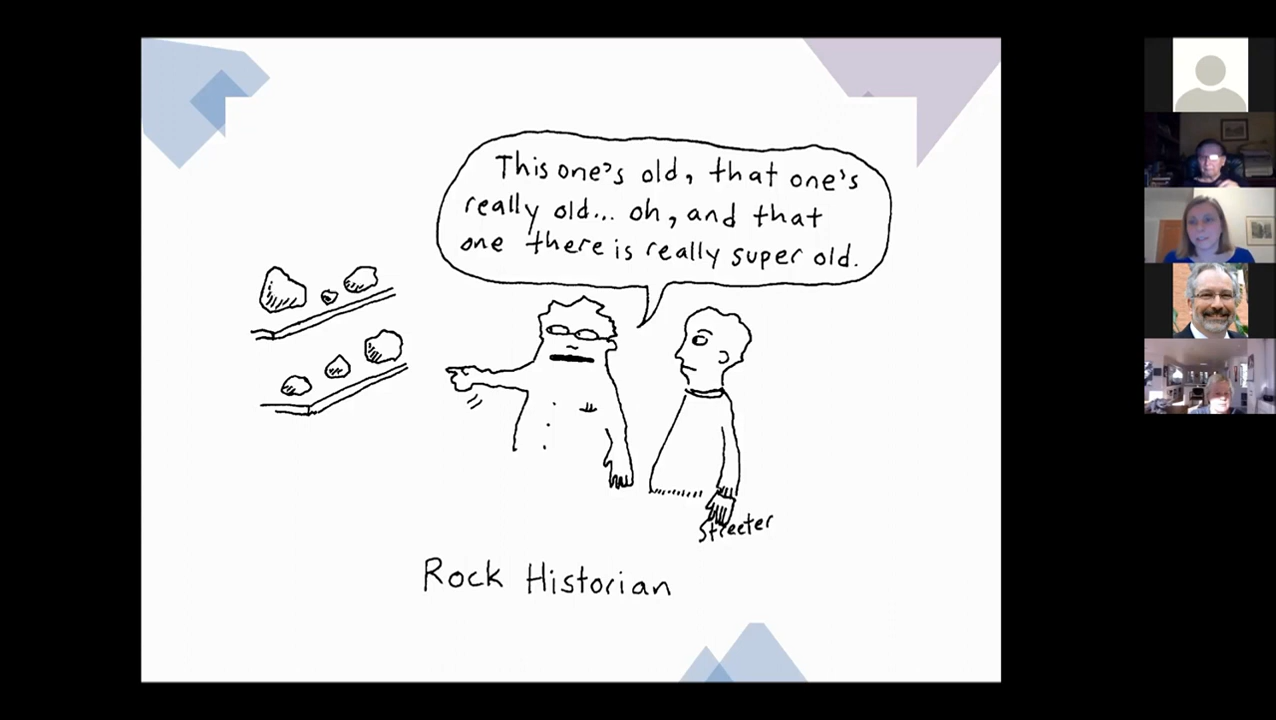 This one's old, that one's
really old... oh, and that
one there is really super old.
Streeter
Rock Historian